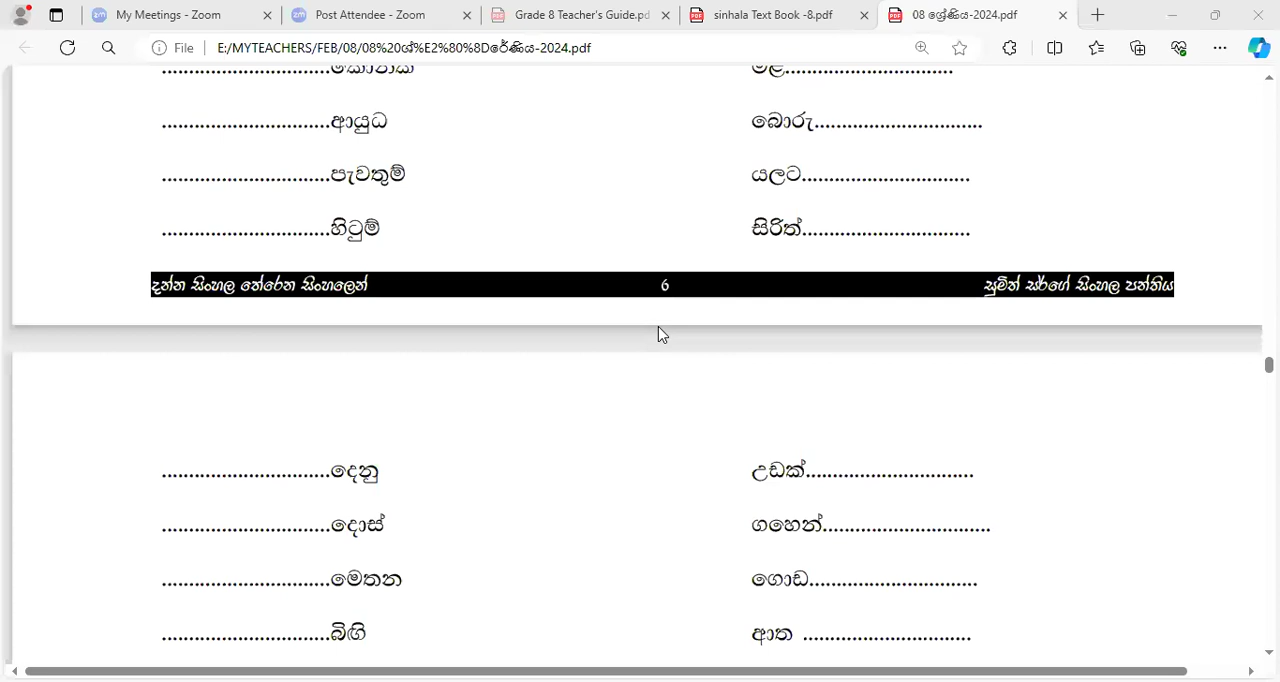 My Meetings - Zoom Post Attendee - Zoom Grade 8 Teacher's Guide.pd sinhala Text Book -8.pdf 08 ශ්‍රේණිය-2024.pdf
File E:/MYTEACHERS/FEB/08/08%20ශ්%E2%80%8Dරේණිය-2024.pdf
...............................කොටාක් මල්...............................
...............................ආයුධ බොරු...............................
...............................පැවතුම් යලට...............................
...............................හිටුම් සිරිත්...............................
දන්න සිංහල තේරෙන සිංහලෙන් 6 සුමිත් සර්ගේ සිංහල පන්තිය
...............................දෙනු උඩක්...............................
...............................දොස් ගහෙන්...............................
...............................මෙතන ගොඩ...............................
...............................බිඟි ආත ...............................